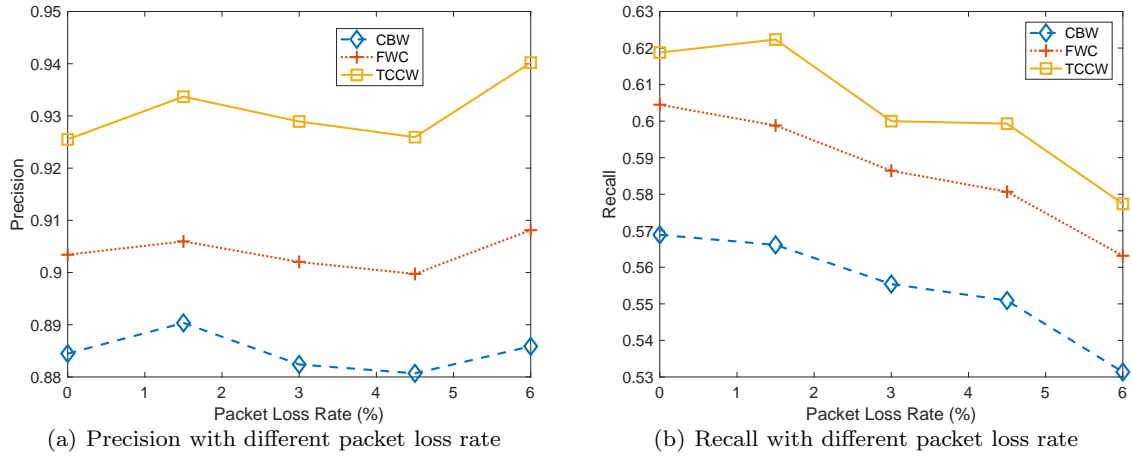 0.95
0.94
0.93
0.92
0.91
0.9
0.89
0.88
Precision
CBW
FWC
TCCW
0 1 2 3 4 5 6
Packet Loss Rate (%)
(a) Precision with different packet loss rate
0.63
0.62
0.61
0.6
0.59
0.58
0.57
0.56
0.55
0.54
0.53
Recall
CBW
FWC
TCCW
0 1 2 3 4 5 6
Packet Loss Rate (%)
(b) Recall with different packet loss rate